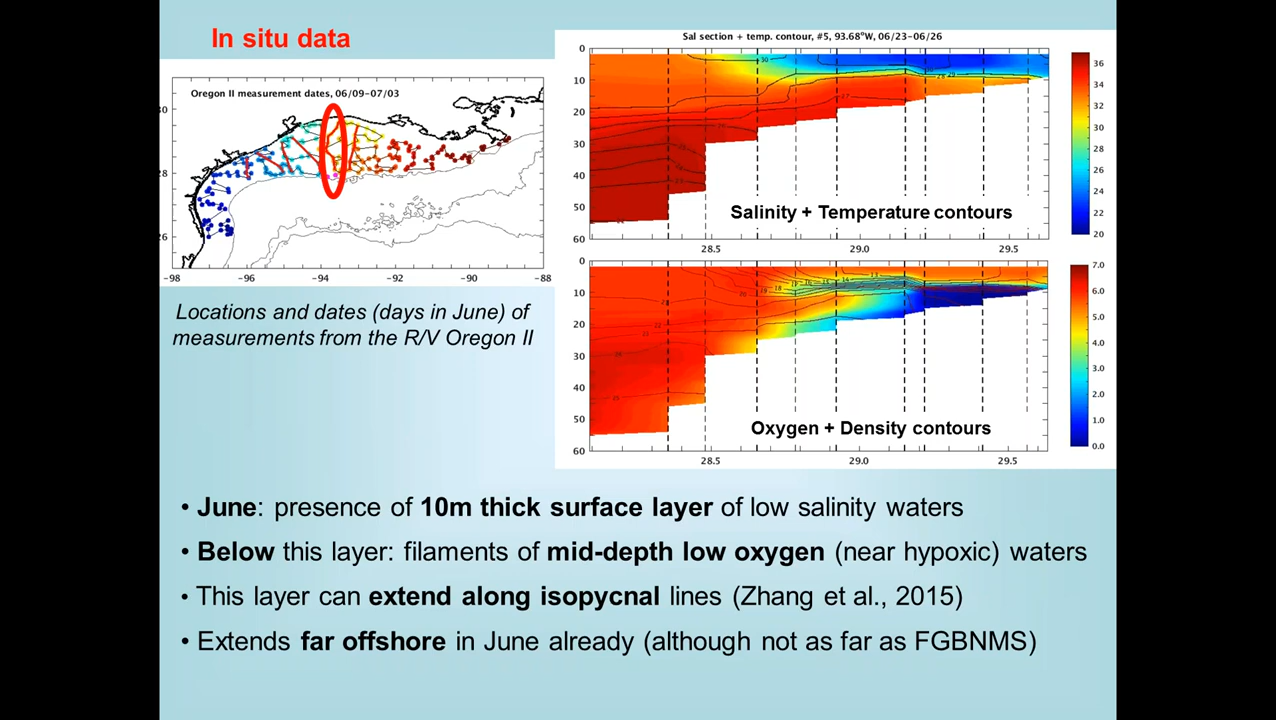 In situ data
Oregon II measurement dates, 06/09-07/03
30
28
26
-98 -96 -94 -92 -90 -88
Locations and dates (days in June) of
measurements from the R/V Oregon II
Sal section + temp. contour, #5, 93.68°W, 06/23-06/26
0
10
20
30
40
50
60
28.5 29.0 29.5
Salinity + Temperature contours
36
34
32
30
28
26
24
22
20
0
10
20
30
40
50
60
28.5 29.0 29.5
Oxygen + Density contours
7.0
6.0
5.0
4.0
3.0
2.0
1.0
0.0
• June: presence of 10m thick surface layer of low salinity waters
• Below this layer: filaments of mid-depth low oxygen (near hypoxic) waters
• This layer can extend along isopycnal lines (Zhang et al., 2015)
• Extends far offshore in June already (although not as far as FGBNMS)